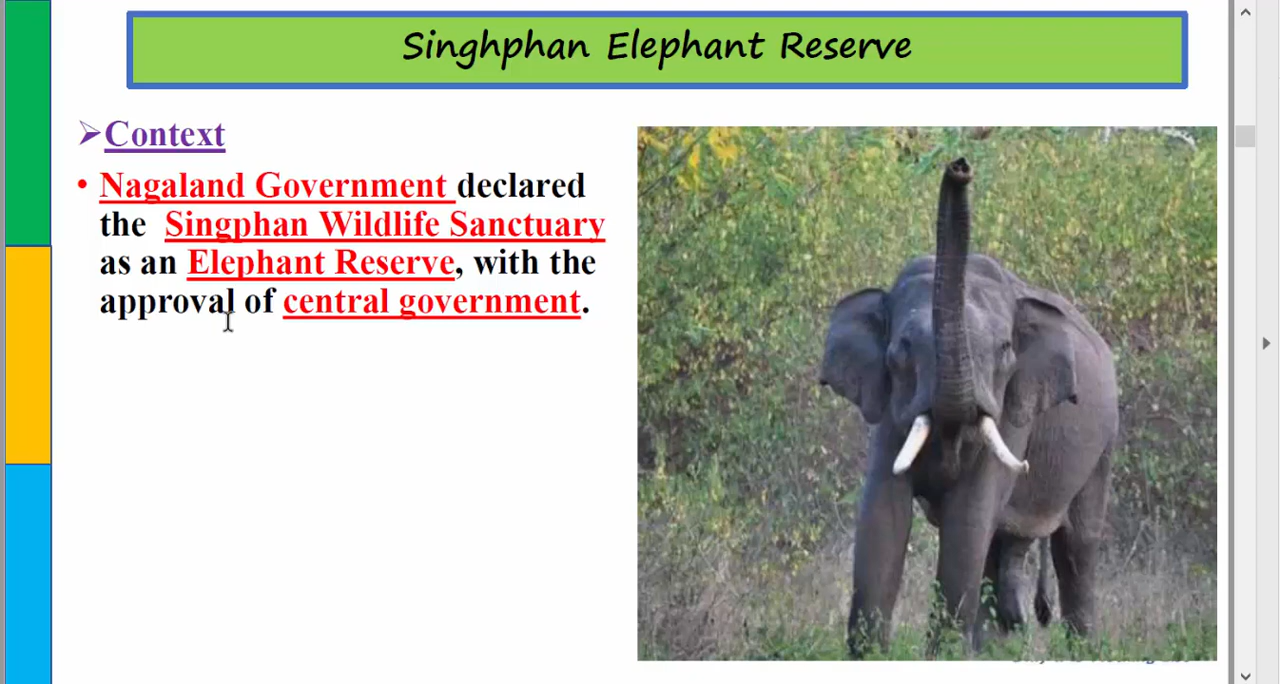 Singhphan Elephant Reserve
➢Context
• Nagaland Government declared
the Singphan Wildlife Sanctuary
as an Elephant Reserve, with the
approval of central government.